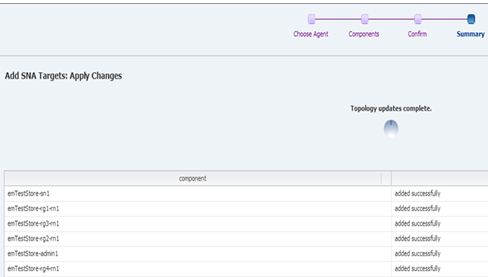 Choose Agent Components Confirm Summary
Add SNA Targets: Apply Changes
Topology updates complete.
component
emTestStore-sn1 added successfully
emTestStore-rg1-rn1 added successfully
emTestStore-rg3-rn1 added successfully
emTestStore-rg2-rn1 added successfully
emTestStore-admin1 added successfully
emTestStore-rg4-rn1 added successfully